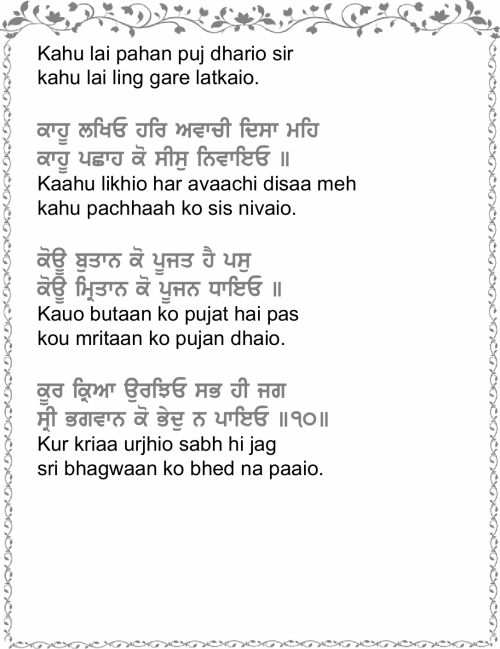 Kahu lai pahan puj dhario sir
kahu lai ling gare latkaio.
ਕਾਹੂ ਲਖਿਓ ਹਰਿ ਅਵਾਚੀ ਦਿਸਾ ਮਹਿ
ਕਾਹੂ ਪਛਾਹ ਕੋ ਸੀਸੁ ਨਿਵਾਇਓ ॥
Kaahu likhio har avaachi disaa meh
kahu pachhaah ko sis nivaio.
ਕੋਊ ਬੁਤਾਨ ਕੋ ਪੂਜਤ ਹੈ ਪਸੁ
ਕੋਊ ਮ੍ਰਿਤਾਨ ਕੋ ਪੂਜਨ ਧਾਇਓ ॥
Kauo butaan ko pujat hai pas
kou mritaan ko pujan dhaio.
ਕੂਰ ਕ੍ਰਿਆ ਉਰਝਿਓ ਸਭ ਹੀ ਜਗ
ਸ੍ਰੀ ਭਗਵਾਨ ਕੋ ਭੇਦੁ ਨ ਪਾਇਓ ॥੧੦॥
Kur kriaa urjhio sabh hi jag
sri bhagwaan ko bhed na paaio.